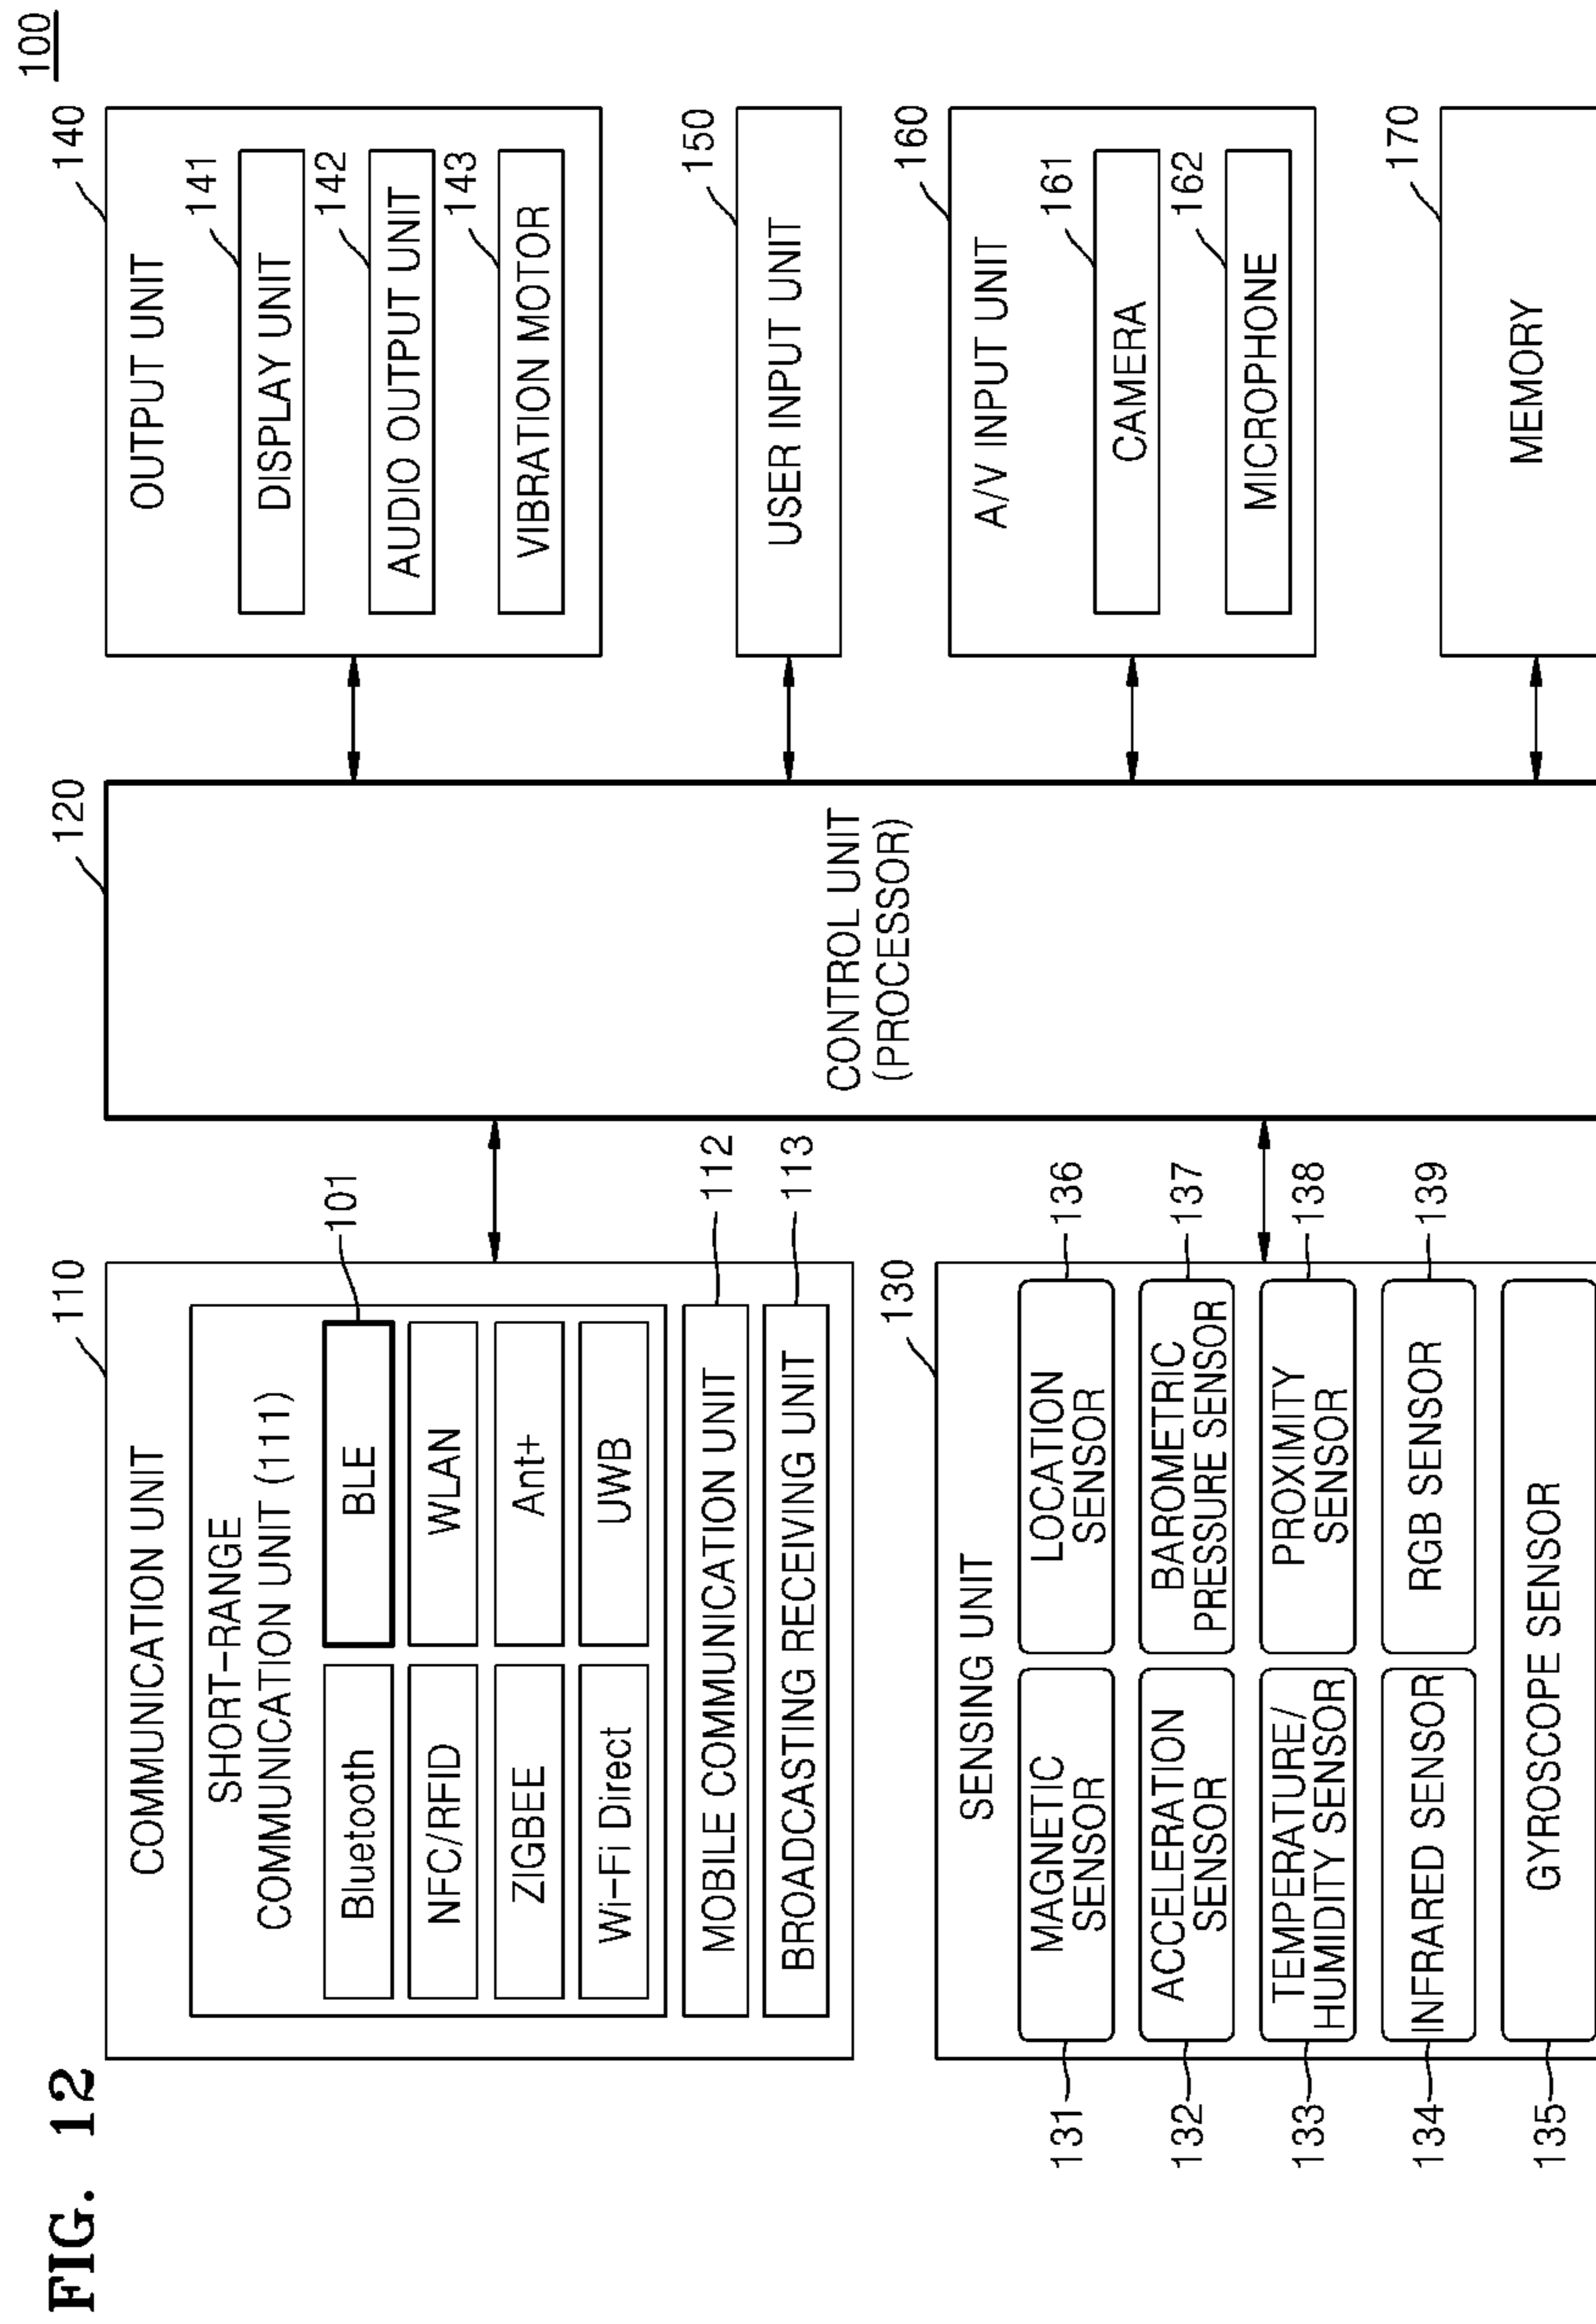 FIG. 12
100
110
COMMUNICATION UNIT
SHORT-RANGE
COMMUNICATION UNIT (111)
Bluetooth
BLE
101
NFC/RFID
WLAN
ZIGBEE
Ant+
Wi-Fi Direct
UWB
MOBILE COMMUNICATION UNIT
112
BROADCASTING RECEIVING UNIT
113
130
SENSING UNIT
131
MAGNETIC
SENSOR
LOCATION
SENSOR
136
132
ACCELERATION
SENSOR
BAROMETRIC
PRESSURE SENSOR
137
133
TEMPERATURE/
HUMIDITY SENSOR
PROXIMITY
SENSOR
138
134
INFRARED SENSOR
RGB SENSOR
139
135
GYROSCOPE SENSOR
120
CONTROL UNIT
(PROCESSOR)
140
OUTPUT UNIT
141
DISPLAY UNIT
142
AUDIO OUTPUT UNIT
143
VIBRATION MOTOR
150
USER INPUT UNIT
160
A/V INPUT UNIT
161
CAMERA
162
MICROPHONE
170
MEMORY